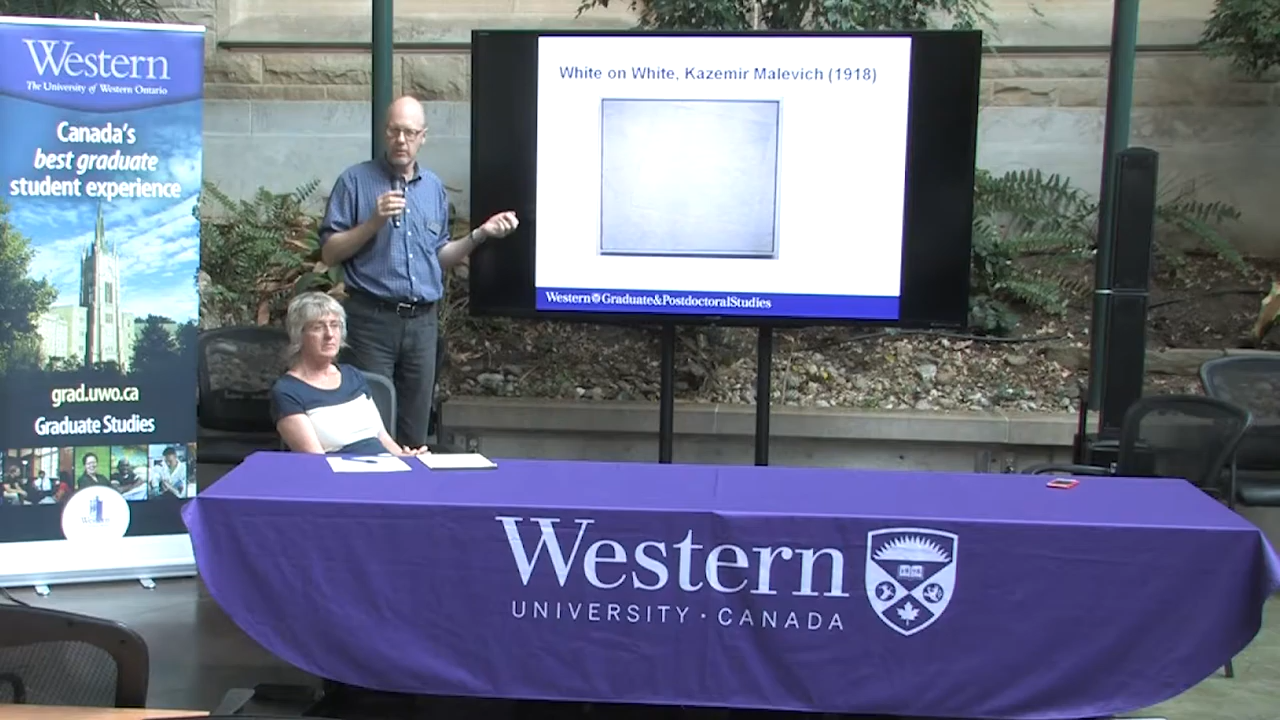 Western
The University of Western Ontario
Canada's
best graduate
student experience
grad.uwo.ca
Graduate Studies
Western
White on White, Kazemir Malevich (1918)
Western Graduate&PostdoctoralStudies
Western
UNIVERSITY · CANADA